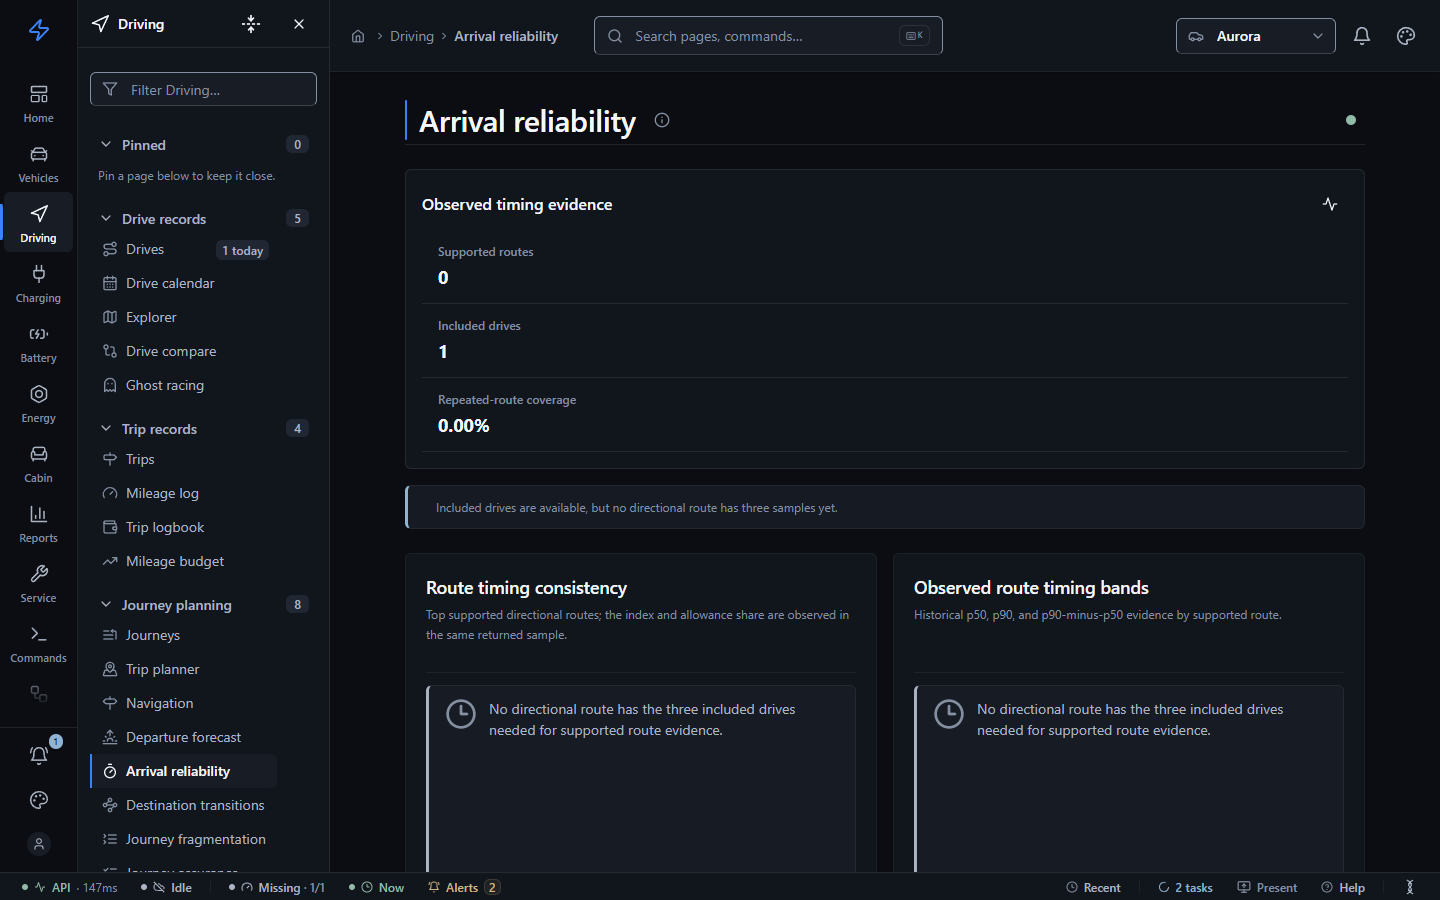 Driving
Driving
Arrival reliability
Search pages, commands...
K
Aurora
Home
Vehicles
Driving
Charging
Battery
Energy
Cabin
Reports
Service
Commands
1
Filter Driving...
Pinned
0
Pin a page below to keep it close.
Drive records
5
Drives
1 today
Drive calendar
Explorer
Drive compare
Ghost racing
Trip records
4
Trips
Mileage log
Trip logbook
Mileage budget
Journey planning
8
Journeys
Trip planner
Navigation
Departure forecast
Arrival reliability
Destination transitions
Journey fragmentation
Arrival reliability
Observed timing evidence
Supported routes
0
Included drives
1
Repeated-route coverage
0.00%
Included drives are available, but no directional route has three samples yet.
Route timing consistency
Top supported directional routes; the index and allowance share are observed in
the same returned sample.
No directional route has the three included drives
needed for supported route evidence.
Observed route timing bands
Historical p50, p90, and p90-minus-p50 evidence by supported route.
No directional route has the three included drives
needed for supported route evidence.
API · 147ms
Idle
Missing · 1/1
Now
Alerts 2
Recent
2 tasks
Present
Help